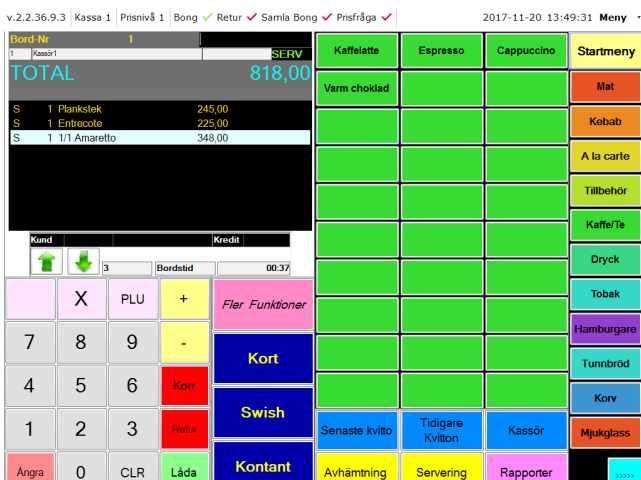 v.2.2.36.9.3 Kassa 1 Prisnivå 1 Bong Retur Samla Bong Prisfråga 2017-11-20 13:49:31 Meny
Bord-Nr 1
1 Kassör1 SERV
TOTAL 818,00
S 1 Plankstek 245,00
S 1 Entrecote 225,00
S 1 1/1 Amaretto 348,00
Kund Kredit
3 Bordstid 00:37
X PLU + Fler Funktioner
7 8 9 - Kort
4 5 6 Korr Swish
1 2 3 Retur
Ångra 0 CLR Låda Kontant
Kaffelatte Espresso Cappuccino
Varm choklad
Senaste kvitto Tidigare Kassör
Kvitton
Avhämtning Servering Rapporter
Startmeny
Mat
Kebab
A la carte
Tillbehör
Kaffe/Te
Dryck
Tobak
Hamburgare
Tunnbröd
Korv
Mjukglass
>>>>>